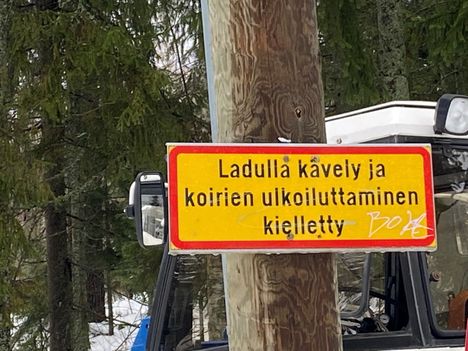 Ladulla kävely ja
koirien ulkoiluttaminen
kielletty